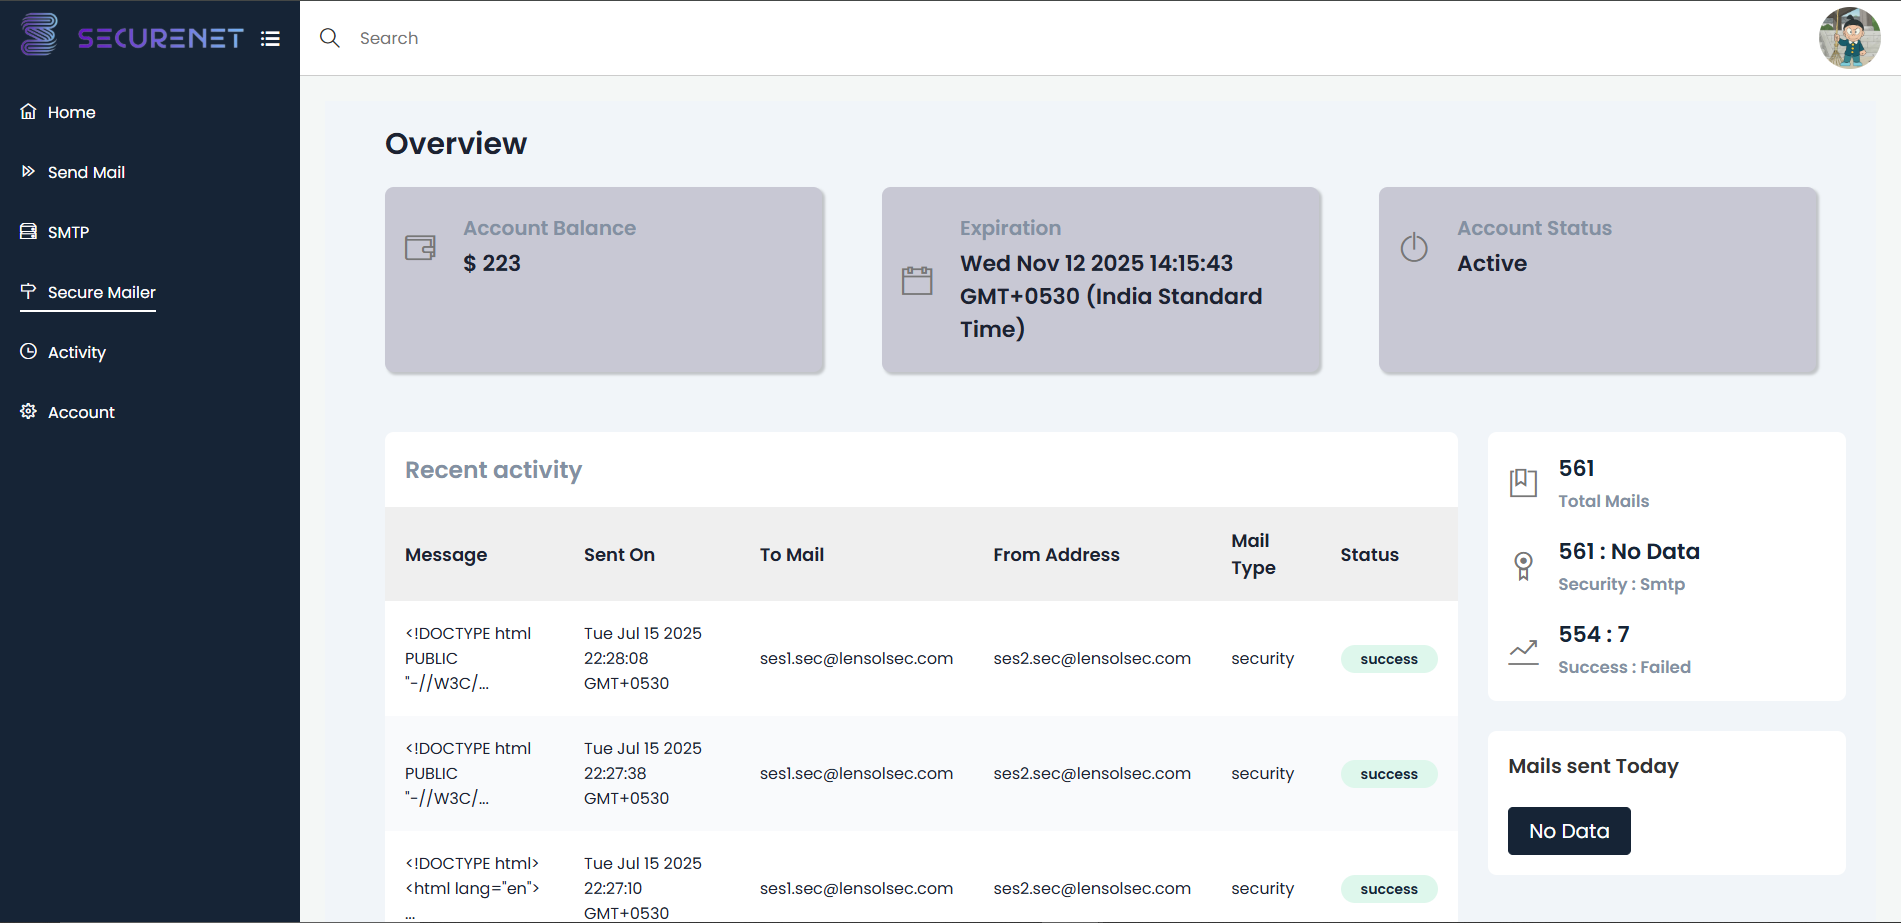 SECURENET
Search
Home
Send Mail
SMTP
Secure Mailer
Activity
Account
Overview
Account Balance
$ 223
Expiration
Wed Nov 12 2025 14:15:43
GMT+0530 (India Standard
Time)
Account Status
Active
Recent activity
Message Sent On To Mail From Address Mail Type Status
<!DOCTYPE html
PUBLIC
"-//W3C/...
Tue Jul 15 2025
22:28:08
GMT+0530
ses1.sec@lensolsec.com ses2.sec@lensolsec.com security success
<!DOCTYPE html
PUBLIC
"-//W3C/...
Tue Jul 15 2025
22:27:38
GMT+0530
ses1.sec@lensolsec.com ses2.sec@lensolsec.com security success
<!DOCTYPE html>
<html lang="en">
...
Tue Jul 15 2025
22:27:10
GMT+0530
ses1.sec@lensolsec.com ses2.sec@lensolsec.com security success
561
Total Mails
561 : No Data
Security : Smtp
554 : 7
Success : Failed
Mails sent Today
No Data